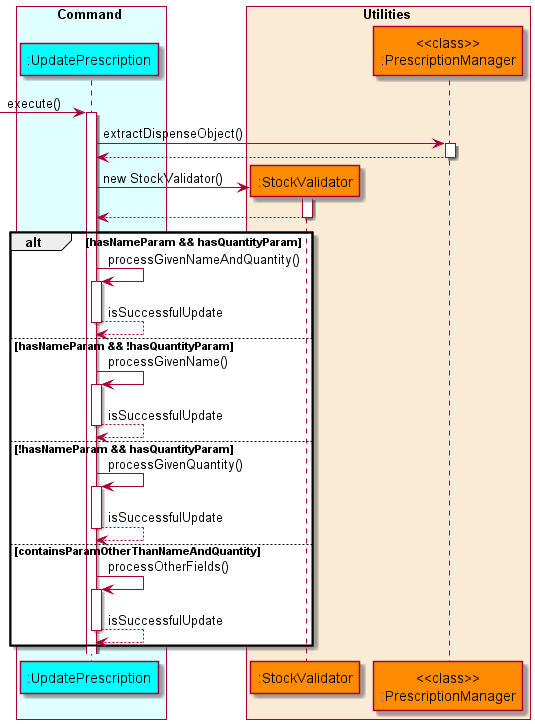 Command
Utilities
<<class>>
:PrescriptionManager
:UpdatePrescription
execute()
extractDispenseObject()
new StockValidator()
:StockValidator
alt
[hasNameParam && hasQuantityParam]
processGivenNameAndQuantity()
isSuccessfulUpdate
[hasNameParam && !hasQuantityParam]
processGivenName()
isSuccessfulUpdate
[!hasNameParam && hasQuantityParam]
processGivenQuantity()
isSuccessfulUpdate
[containsParamOtherThanNameAndQuantity]
processOtherFields()
isSuccessfulUpdate
:UpdatePrescription
:StockValidator
<<class>>
:PrescriptionManager